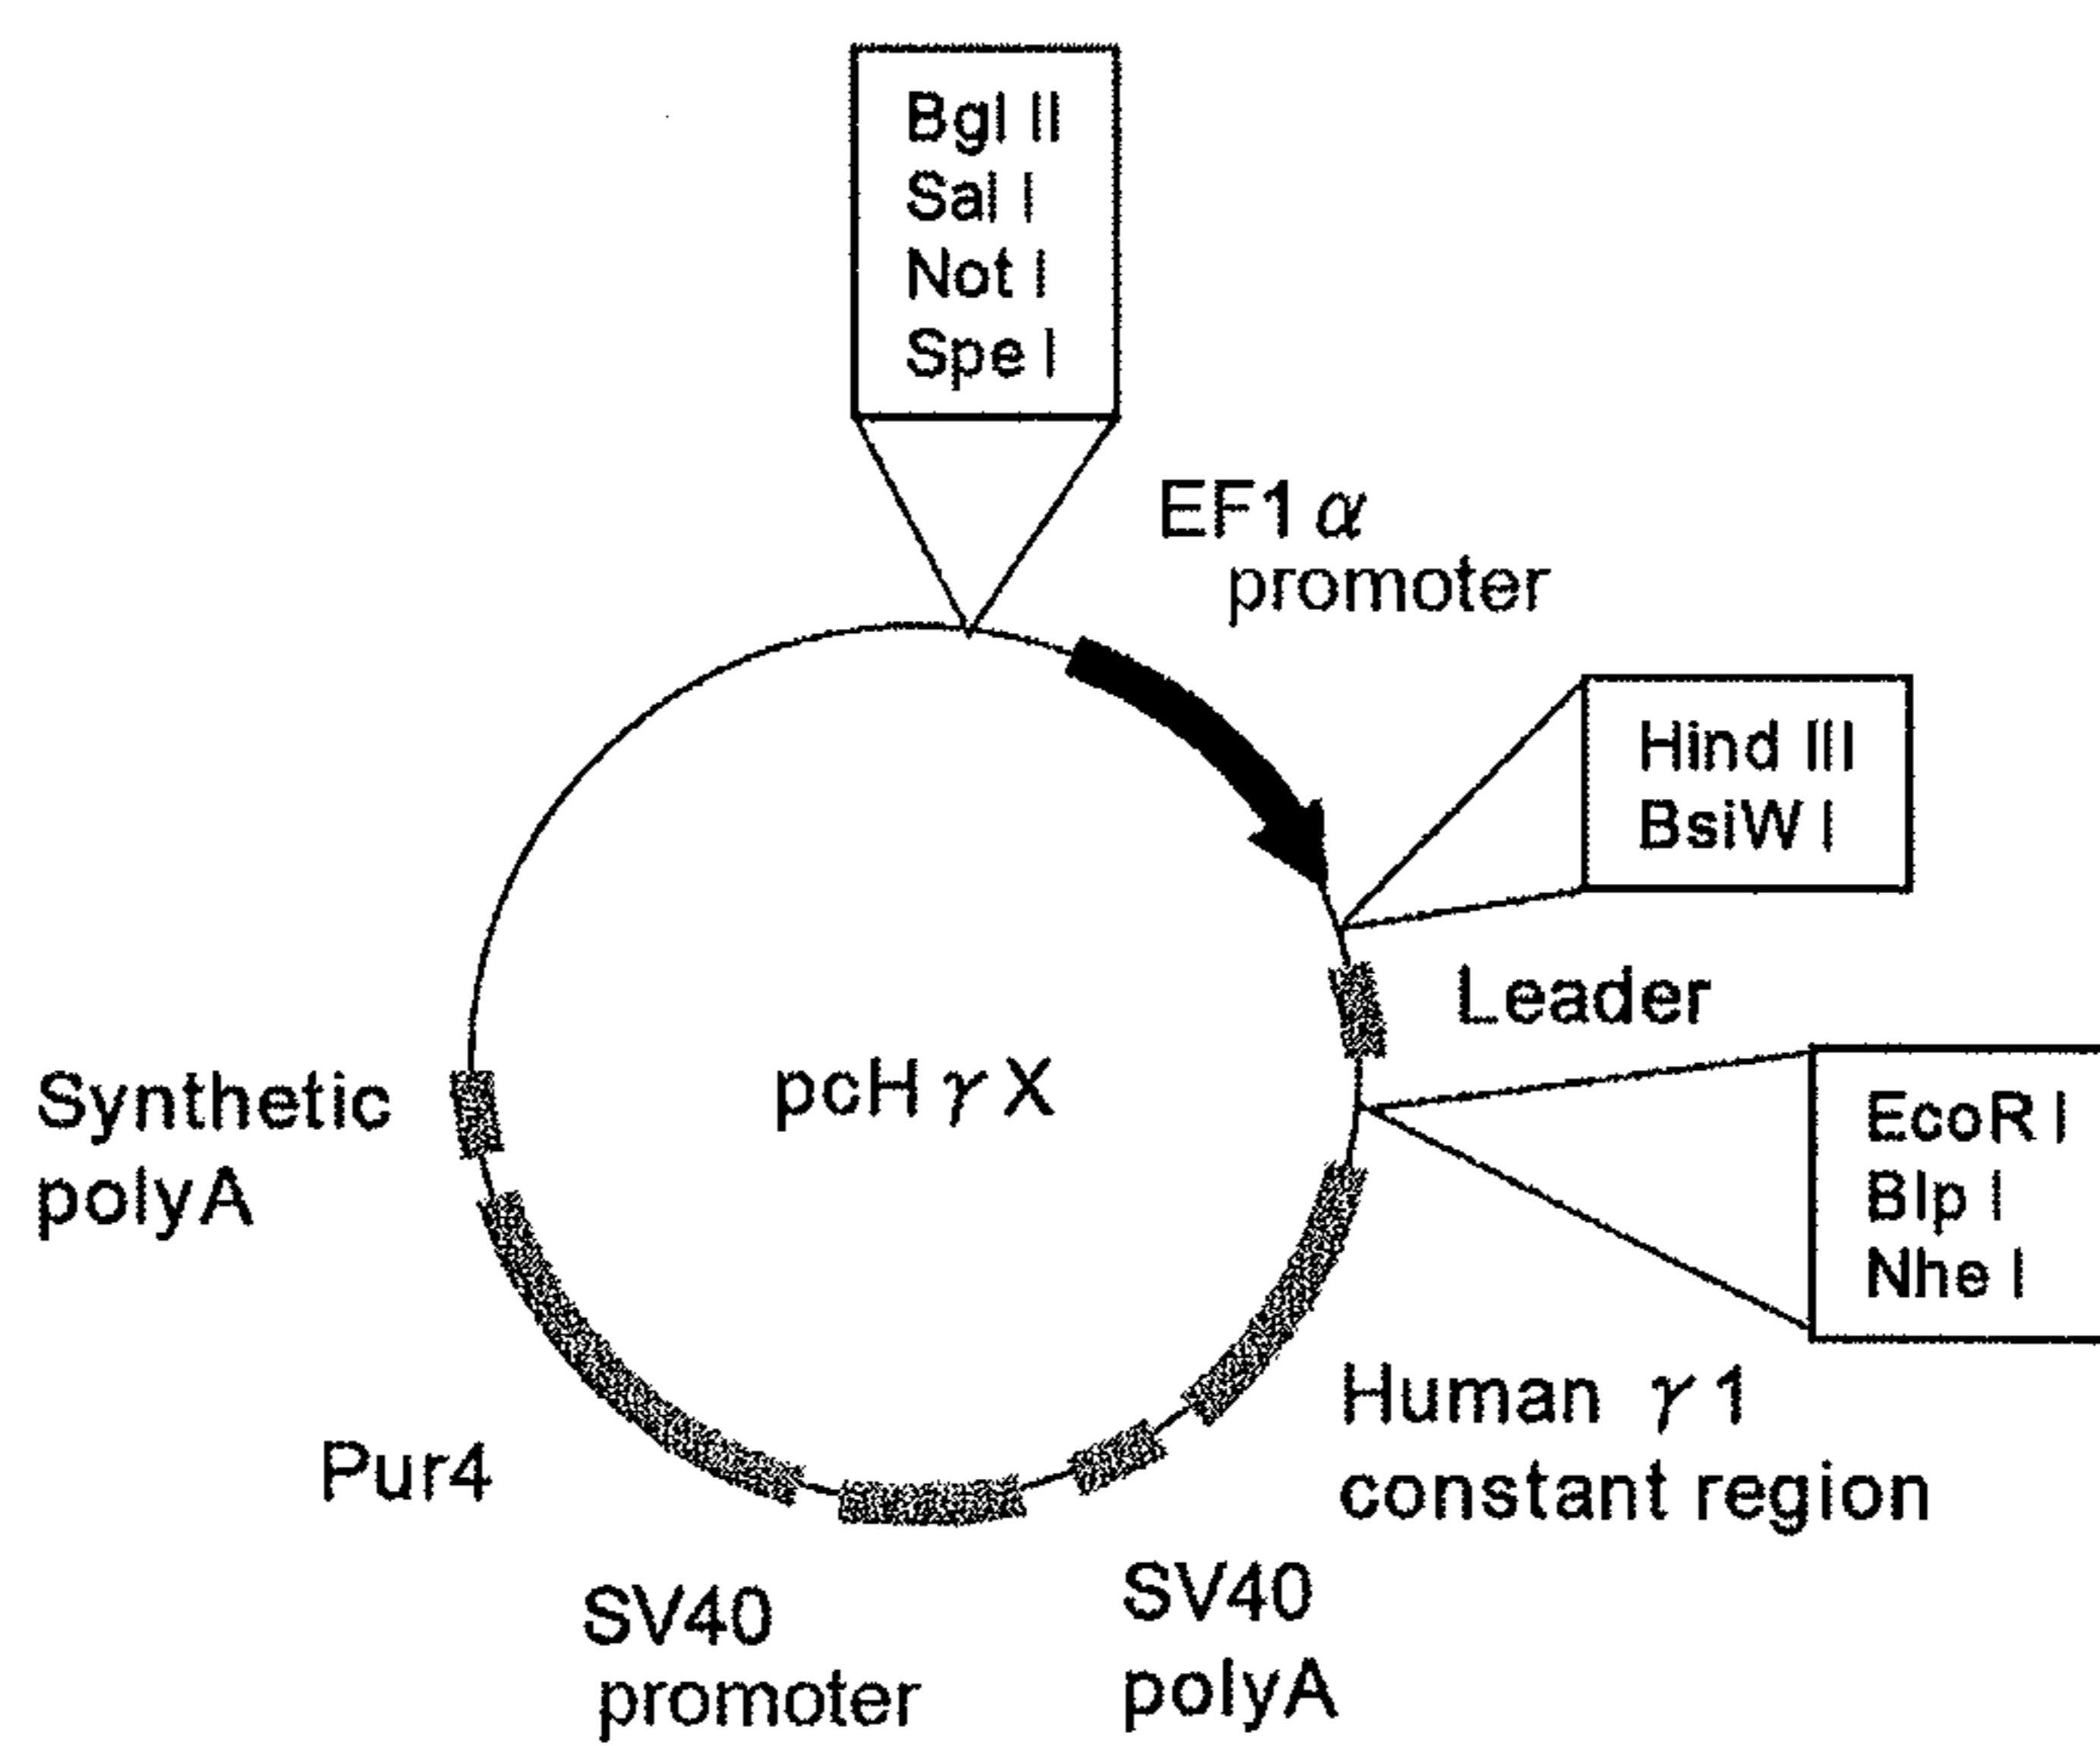 Bgl II
Sal I
Not I
Spe I
EF1α
promoter
Hind III
BsiW I
Leader
EcoR I
Blp I
Nhe I
pcHγX
Synthetic
polyA
Human γ1
constant region
Pur4
SV40
promoter
SV40
polyA